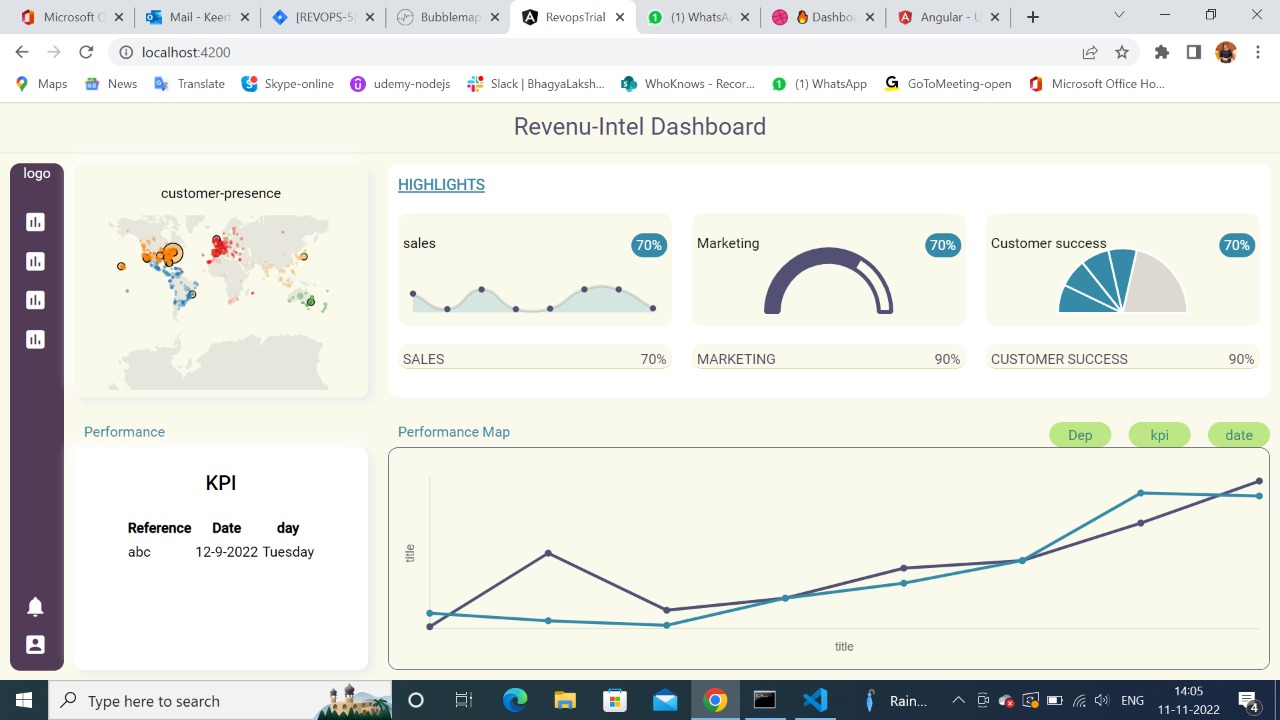 Microsoft O
Mail - Keert
[REVOPS-5]
Bubblemap
RevopsTrial
(1) WhatsA
Dashboa
Angular - U
localhost:4200
Maps
News
Translate
Skype-online
udemy-nodejs
Slack | BhagyaLaksh...
WhoKnows - Recor...
(1) WhatsApp
GoToMeeting-open
Microsoft Office Ho...
Revenu-Intel Dashboard
logo
customer-presence
HIGHLIGHTS
sales 70%
Marketing 70%
Customer success 70%
SALES 70%
MARKETING 90%
CUSTOMER SUCCESS 90%
Performance
Performance Map
Dep
kpi
date
KPI
Reference Date day
abc 12-9-2022 Tuesday
title
title
Type here to search
Rain...
ENG
14:05
11-11-2022
4